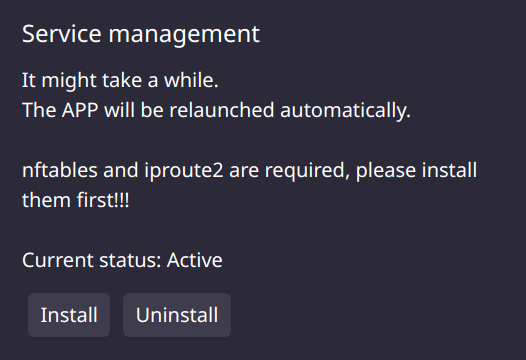 Service management
It might take a while.
The APP will be relaunched automatically.
nftables and iproute2 are required, please install
them first!!!
Current status: Active
Install Uninstall